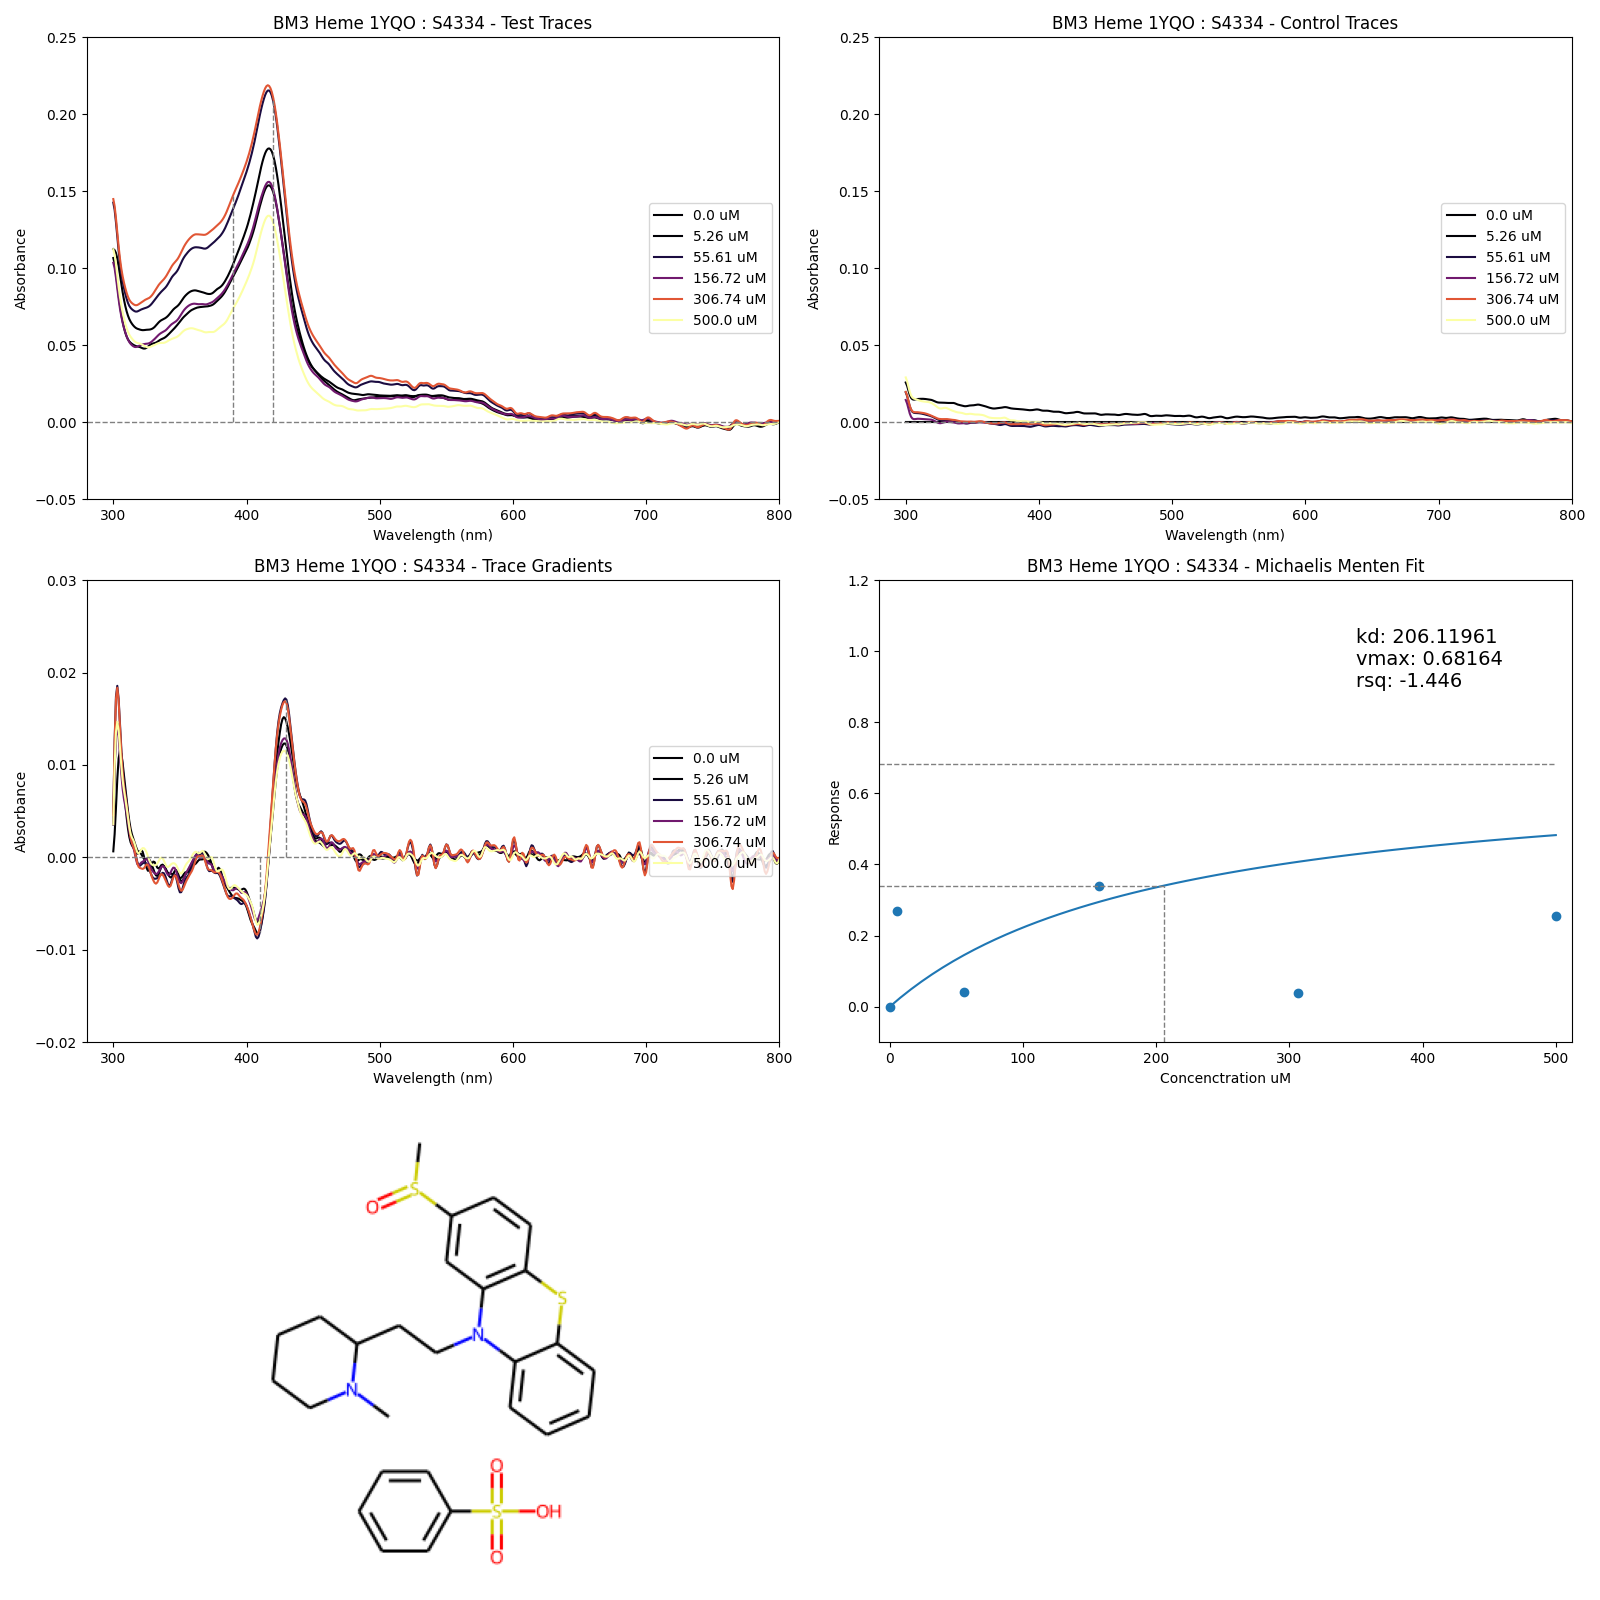 BM3 Heme 1YQO : S4334 - Test Traces
0.25
0.20
0.15
0.10
0.05
0.00
−0.05
Absorbance
300
400
500
600
700
800
Wavelength (nm)
0.0 uM
5.26 uM
55.61 uM
156.72 uM
306.74 uM
500.0 uM
BM3 Heme 1YQO : S4334 - Control Traces
0.25
0.20
0.15
0.10
0.05
0.00
−0.05
Absorbance
300
400
500
600
700
800
Wavelength (nm)
0.0 uM
5.26 uM
55.61 uM
156.72 uM
306.74 uM
500.0 uM
BM3 Heme 1YQO : S4334 - Trace Gradients
0.03
0.02
0.01
0.00
−0.01
−0.02
Absorbance
300
400
500
600
700
800
Wavelength (nm)
0.0 uM
5.26 uM
55.61 uM
156.72 uM
306.74 uM
500.0 uM
BM3 Heme 1YQO : S4334 - Michaelis Menten Fit
1.2
1.0
0.8
0.6
0.4
0.2
0.0
Response
kd: 206.11961
vmax: 0.68164
rsq: -1.446
0
100
200
300
400
500
Concenctration uM
S
O
S
N
N
O
S
OH
O